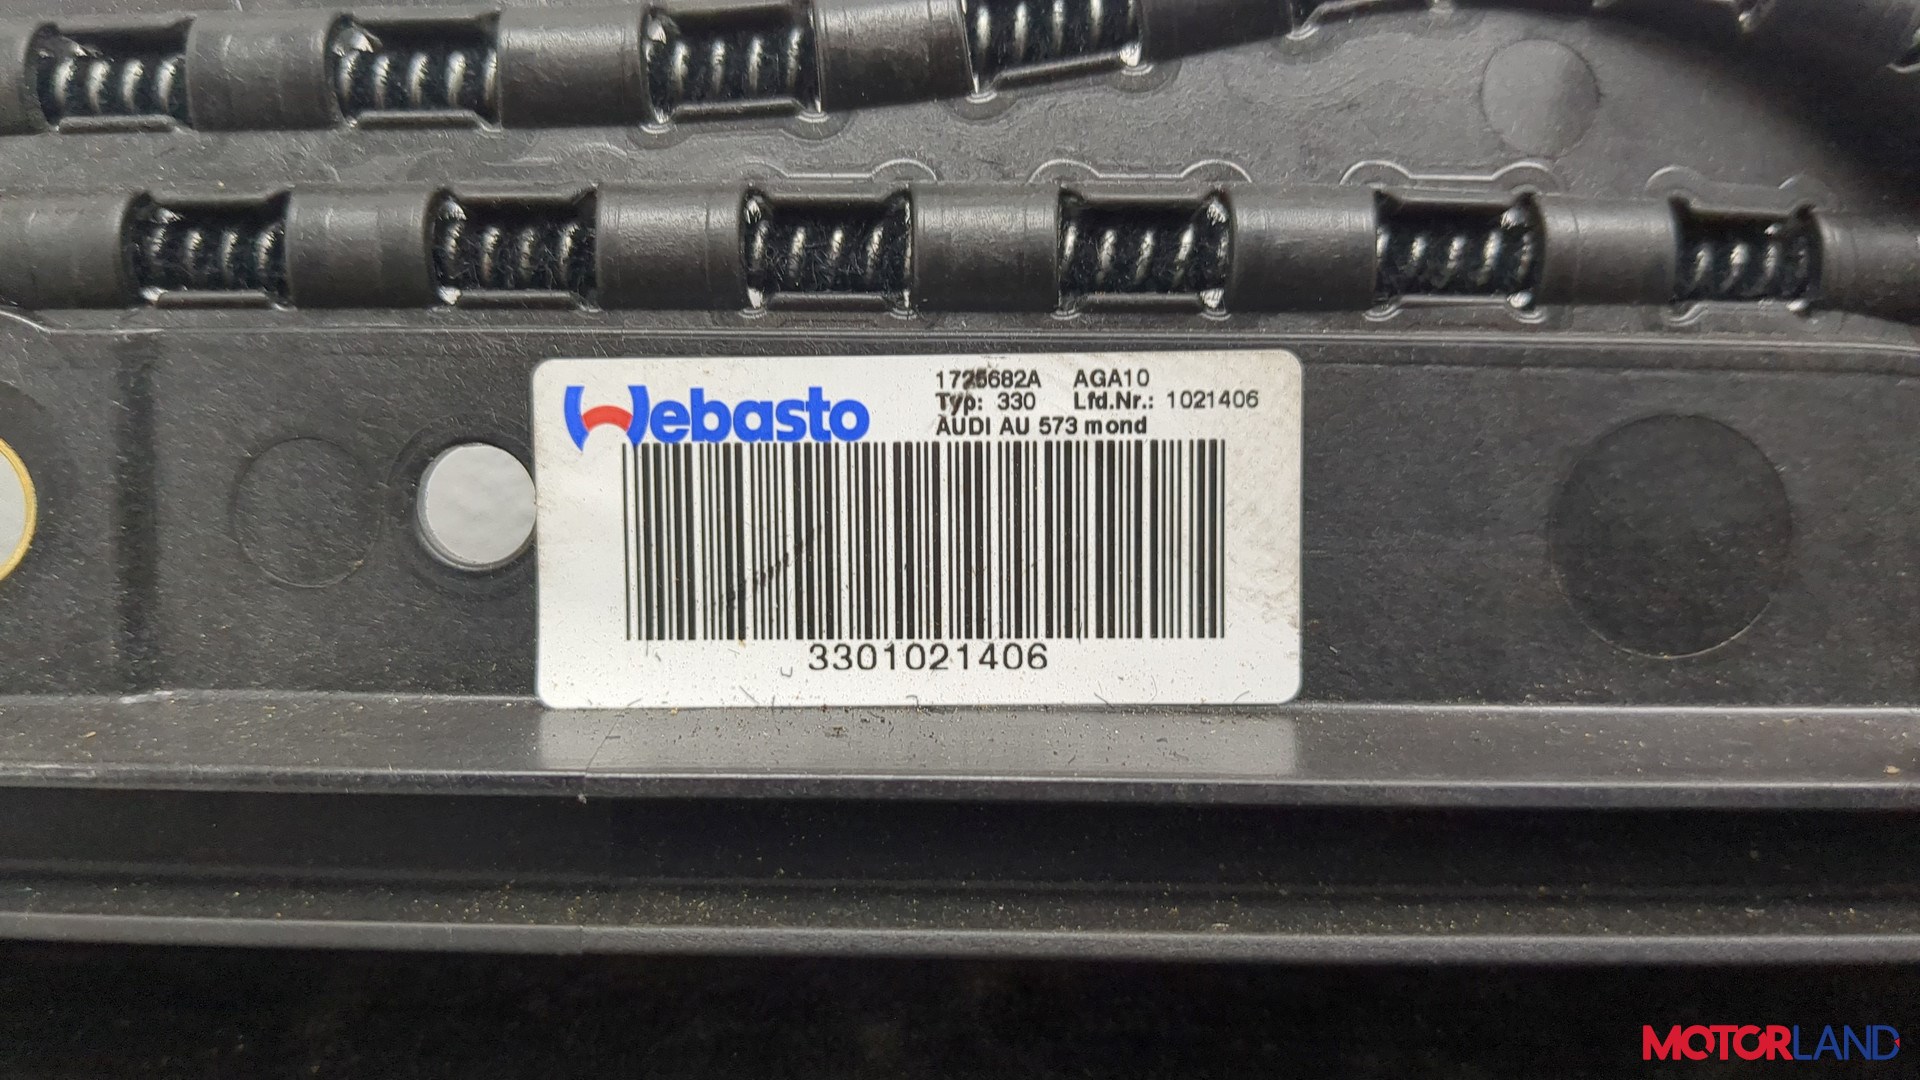 Webasto
1725682A AGA10
Typ: 330 Lfd.Nr.: 1021406
AUDI AU 573 mond
3301021406
MOTORLAND